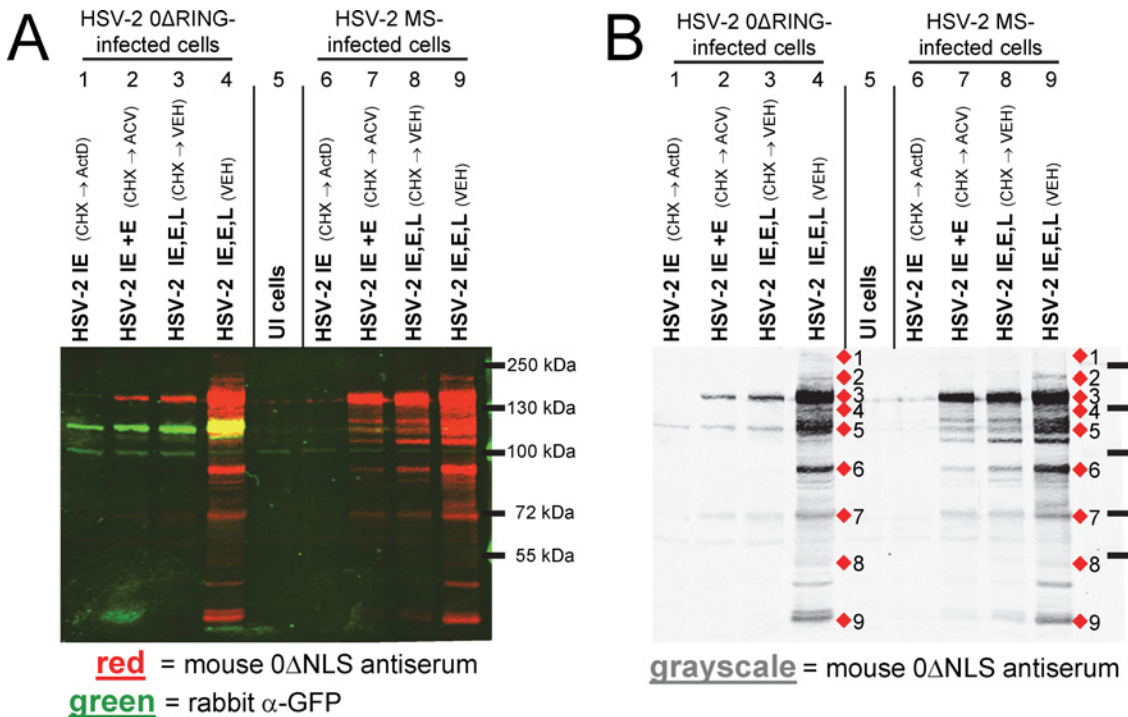 A
HSV-2 0ΔRING-
infected cells
HSV-2 MS-
infected cells
1 2 3 4 5 6 7 8 9
HSV-2 IE (CHX → ActD)
HSV-2 IE +E (CHX → ACV)
HSV-2 IE,E,L (CHX → VEH)
HSV-2 IE,E,L (VEH)
UI cells
HSV-2 IE (CHX → ActD)
HSV-2 IE +E (CHX → ACV)
HSV-2 IE,E,L (CHX → VEH)
HSV-2 IE,E,L (VEH)
250 kDa
130 kDa
100 kDa
72 kDa
55 kDa
red = mouse 0ΔNLS antiserum
green = rabbit α-GFP
B
HSV-2 0ΔRING-
infected cells
HSV-2 MS-
infected cells
1 2 3 4 5 6 7 8 9
HSV-2 IE (CHX → ActD)
HSV-2 IE +E (CHX → ACV)
HSV-2 IE,E,L (CHX → VEH)
HSV-2 IE,E,L (VEH)
UI cells
HSV-2 IE (CHX → ActD)
HSV-2 IE +E (CHX → ACV)
HSV-2 IE,E,L (CHX → VEH)
HSV-2 IE,E,L (VEH)
1 1
2 2
3 3
4 4
5 5
6 6
7 7
8 8
9 9
grayscale = mouse 0ΔNLS antiserum